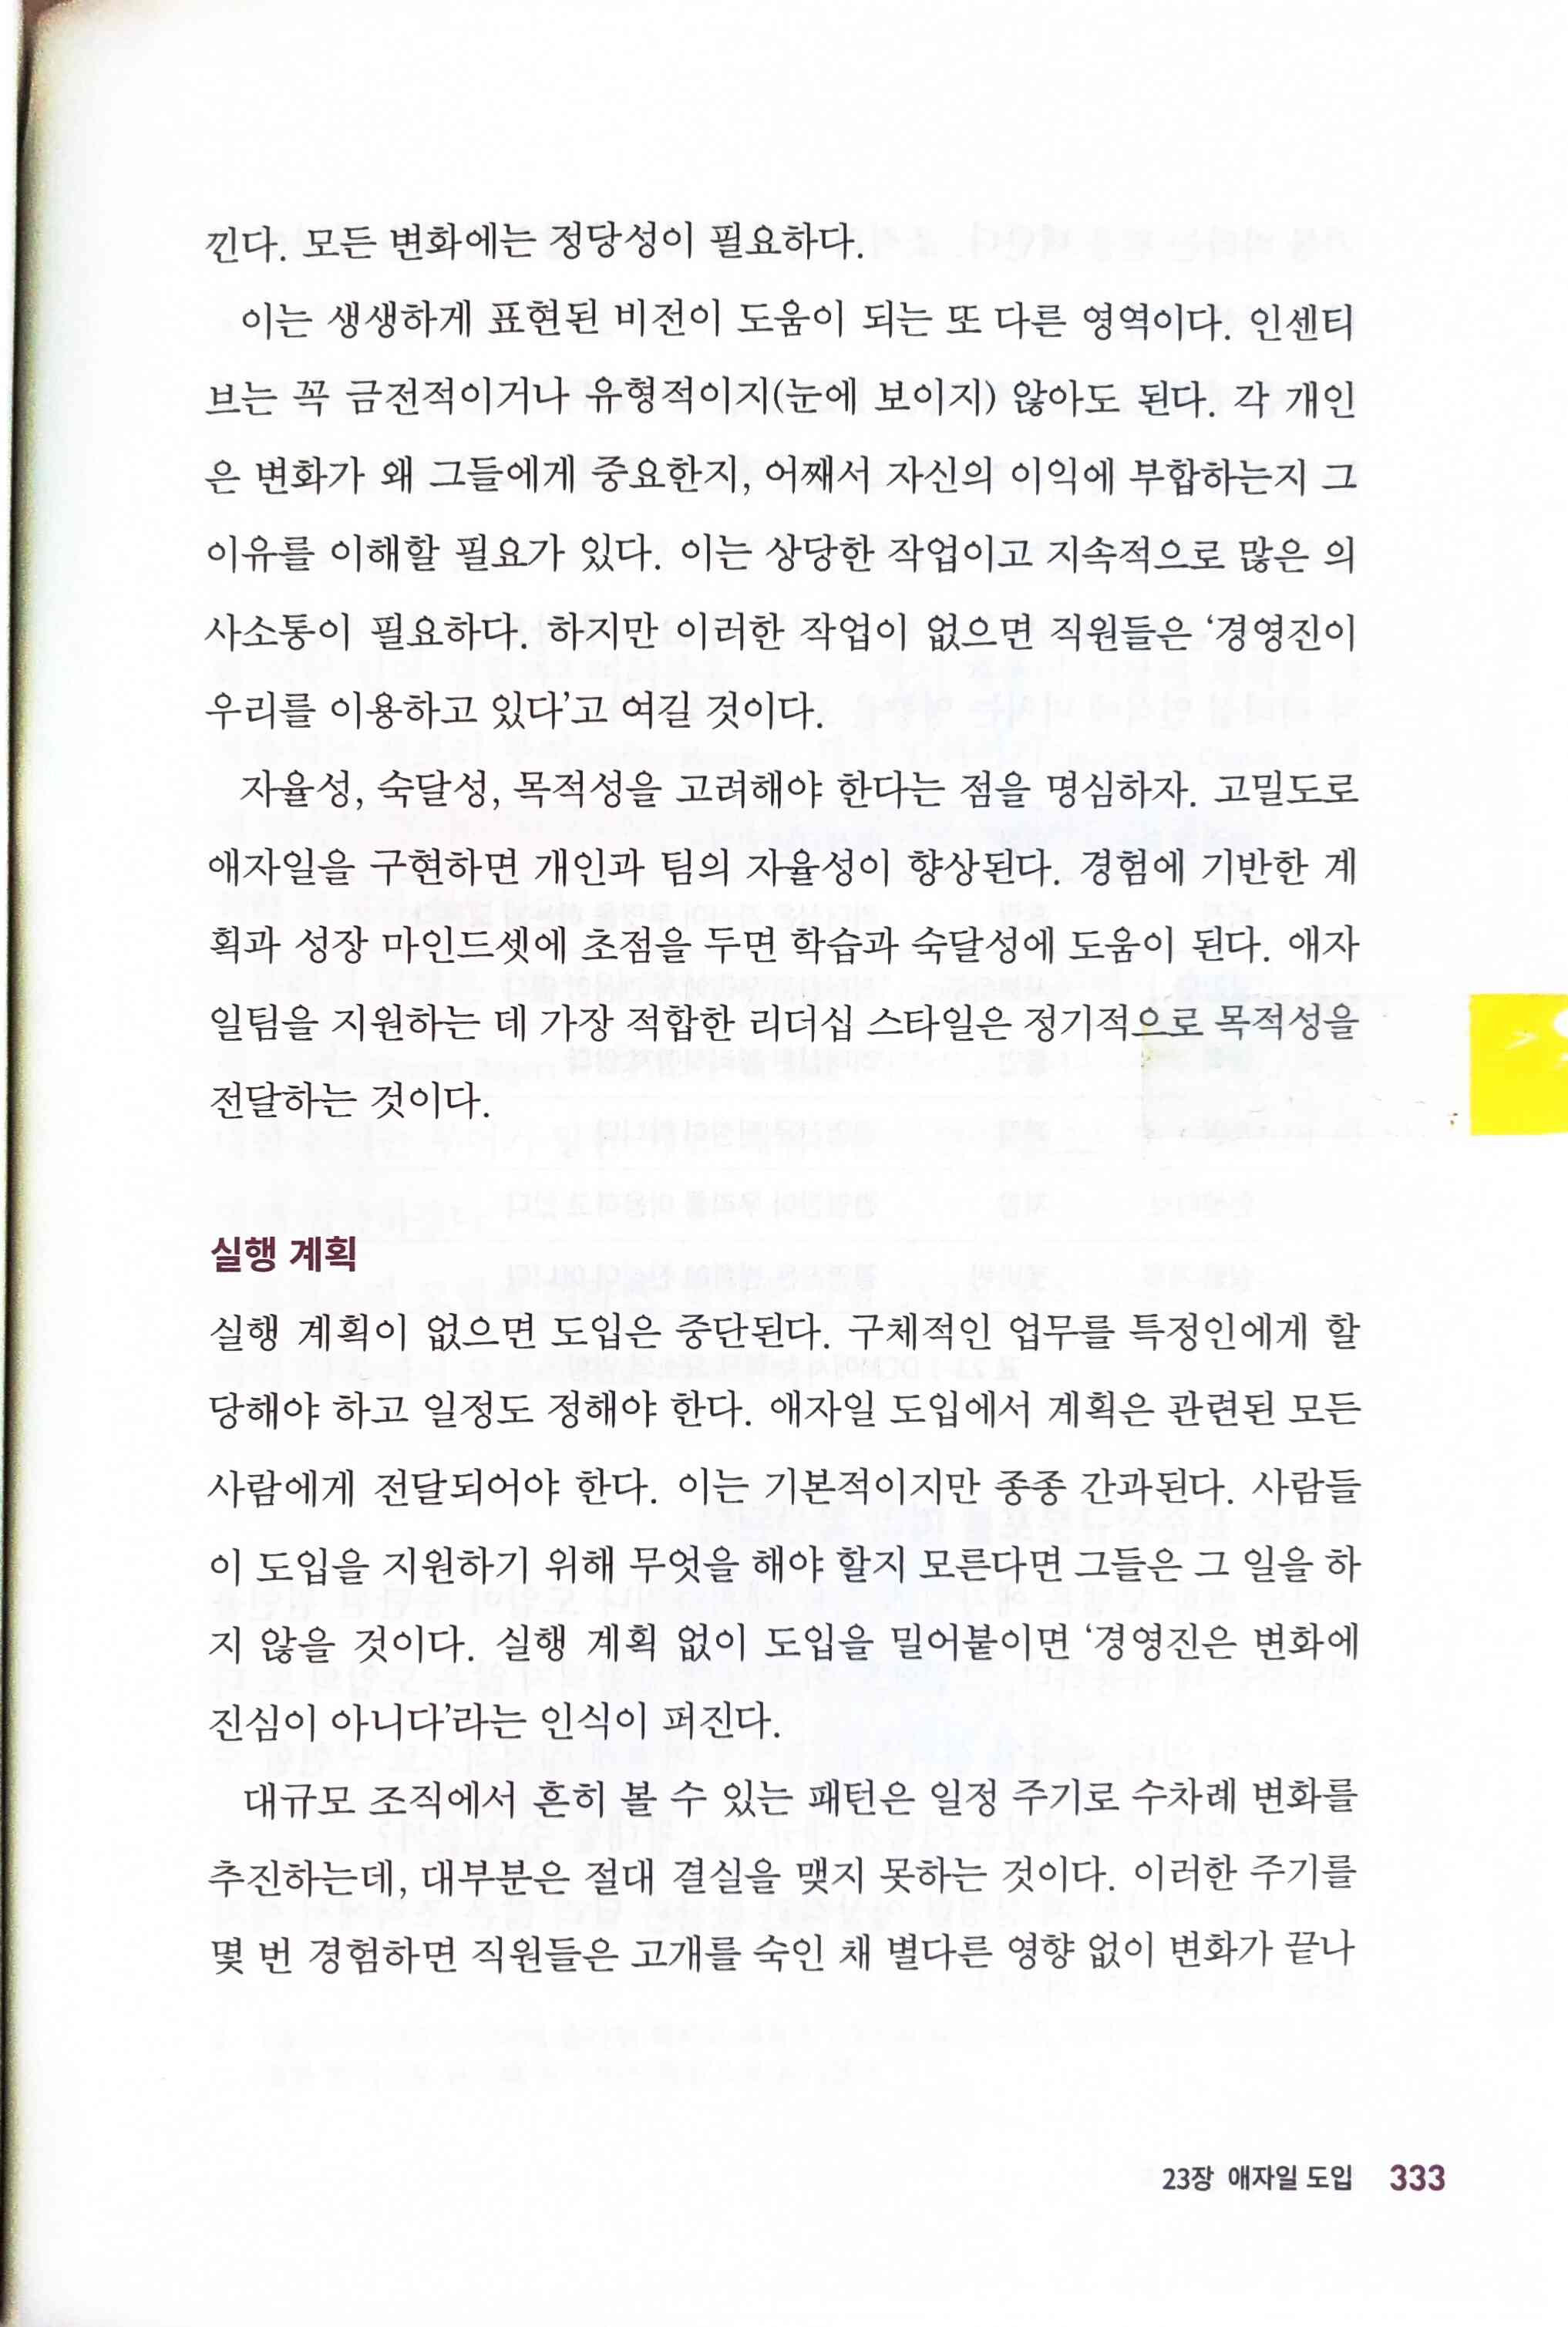 낀다. 모든 변화에는 정당성이 필요하다.
이는 생생하게 표현된 비전이 도움이 되는 또 다른 영역이다. 인센티
브는 꼭 금전적이거나 유형적이지(눈에 보이지) 않아도 된다. 각 개인
은 변화가 왜 그들에게 중요한지, 어째서 자신의 이익에 부합하는지 그
이유를 이해할 필요가 있다. 이는 상당한 작업이고 지속적으로 많은 의
사소통이 필요하다. 하지만 이러한 작업이 없으면 직원들은 ‘경영진이
우리를 이용하고 있다’고 여길 것이다.
자율성, 숙달성, 목적성을 고려해야 한다는 점을 명심하자. 고밀도로
애자일을 구현하면 개인과 팀의 자율성이 향상된다. 경험에 기반한 계
획과 성장 마인드셋에 초점을 두면 학습과 숙달성에 도움이 된다. 애자
일팀을 지원하는 데 가장 적합한 리더십 스타일은 정기적으로 목적성을
전달하는 것이다.
실행 계획
실행 계획이 없으면 도입은 중단된다. 구체적인 업무를 특정인에게 할
당해야 하고 일정도 정해야 한다. 애자일 도입에서 계획은 관련된 모든
사람에게 전달되어야 한다. 이는 기본적이지만 종종 간과된다. 사람들
이 도입을 지원하기 위해 무엇을 해야 할지 모른다면 그들은 그 일을 하
지 않을 것이다. 실행 계획 없이 도입을 밀어붙이면 ‘경영진은 변화에
진심이 아니다’라는 인식이 퍼진다.
대규모 조직에서 흔히 볼 수 있는 패턴은 일정 주기로 수차례 변화를
추진하는데, 대부분은 절대 결실을 맺지 못하는 것이다. 이러한 주기를
몇 번 경험하면 직원들은 고개를 숙인 채 별다른 영향 없이 변화가 끝나
23장 애자일 도입 333